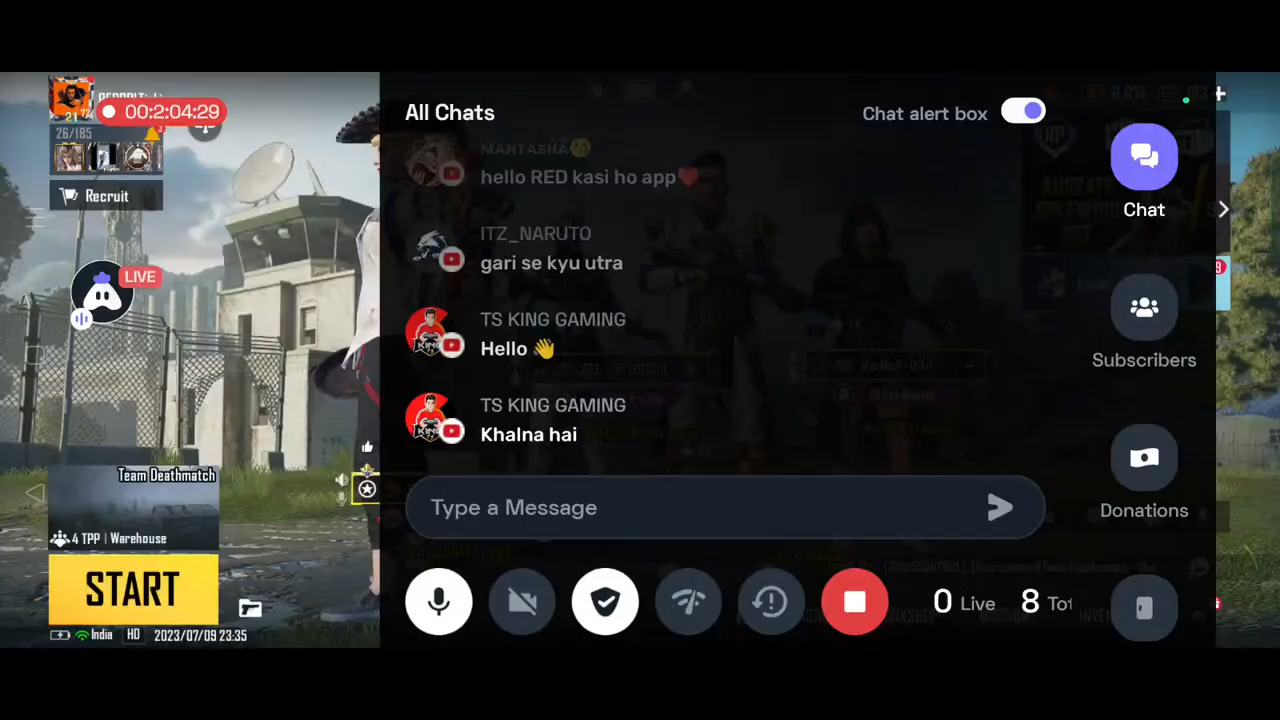 00:2:04:29
21
26/185
Recruit
LIVE
Team Deathmatch
4 TPP | Warehouse
START
India HD 2023/07/09 23:35
All Chats
Chat alert box
MANTASHA😚
hello RED kasi ho app❤️
ITZ_NARUTO
gari se kyu utra
TS KING GAMING
Hello 👋
TS KING GAMING
Khalna hai
Type a Message
0 Live 8 Tot
Chat
Subscribers
Donations